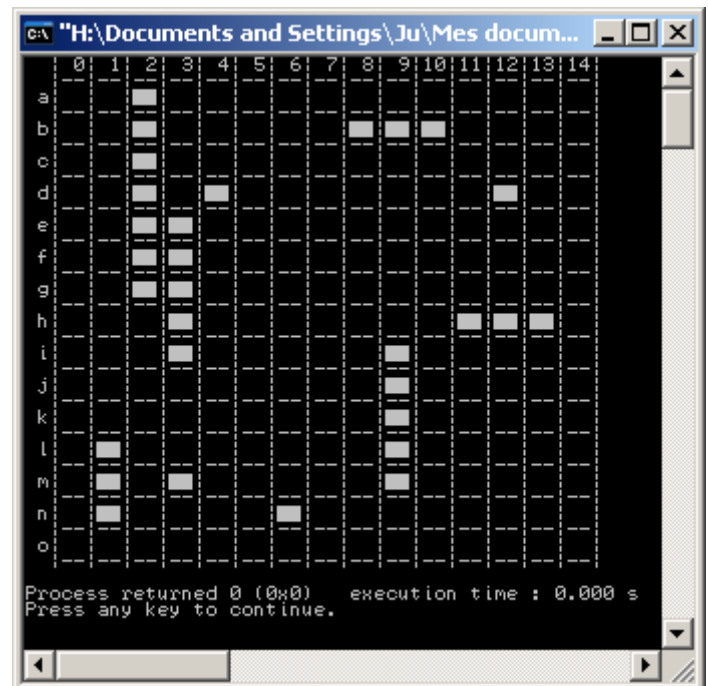 "H:\Documents and Settings\Ju\Mes docum...
0 1 2 3 4 5 6 7 8 9 10 11 12 13 14
a
b
c
d
e
f
g
h
i
j
k
l
m
n
o
Process returned 0 (0x0) execution time : 0.000 s
Press any key to continue.